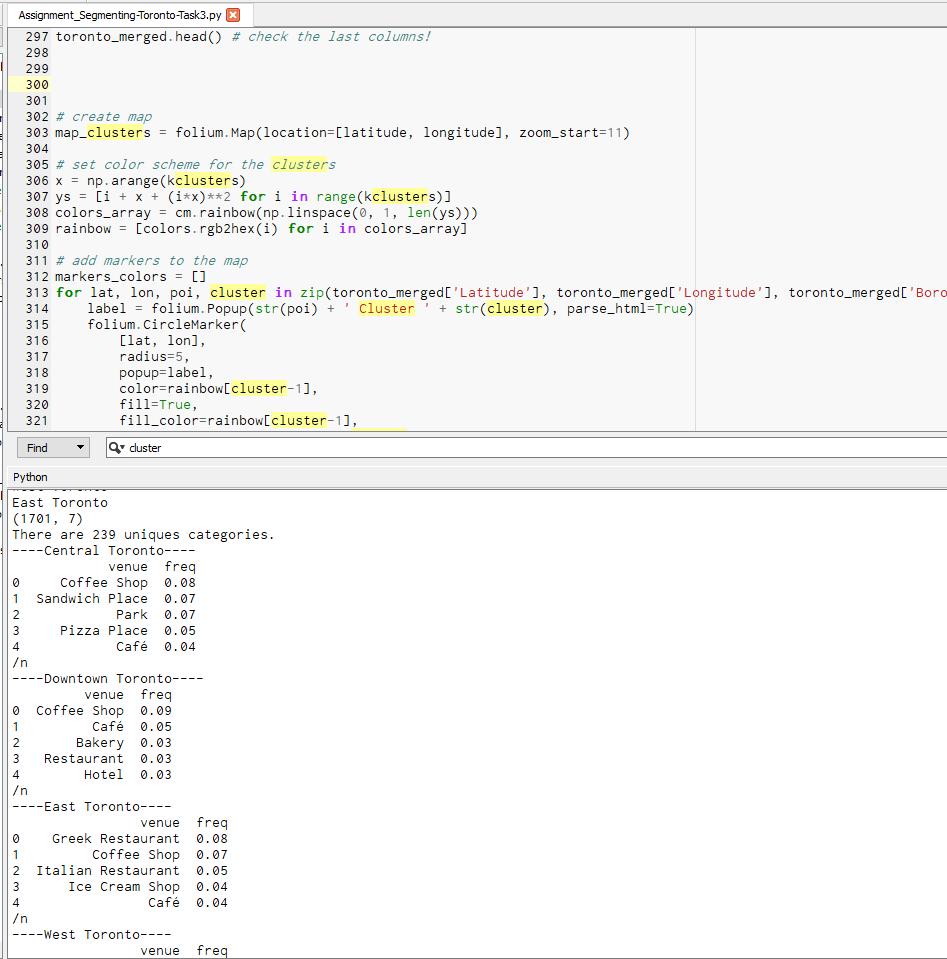 Assignment_Segmenting-Toronto-Task3.py
297 toronto_merged.head() # check the last columns!
298
299
300
301
302 # create map
303 map_clusters = folium.Map(location=[latitude, longitude], zoom_start=11)
304
305 # set color scheme for the clusters
306 x = np.arange(kclusters)
307 ys = [i + x + (i*x)**2 for i in range(kclusters)]
308 colors_array = cm.rainbow(np.linspace(0, 1, len(ys)))
309 rainbow = [colors.rgb2hex(i) for i in colors_array]
310
311 # add markers to the map
312 markers_colors = []
313 for lat, lon, poi, cluster in zip(toronto_merged['Latitude'], toronto_merged['Longitude'], toronto_merged['Boro
314     label = folium.Popup(str(poi) + ' Cluster ' + str(cluster), parse_html=True)
315     folium.CircleMarker(
316         [lat, lon],
317         radius=5,
318         popup=label,
319         color=rainbow[cluster-1],
320         fill=True,
321         fill_color=rainbow[cluster-1],
Find cluster
Python
East Toronto
(1701, 7)
There are 239 uniques categories.
----Central Toronto----
            venue  freq
0     Coffee Shop  0.08
1  Sandwich Place  0.07
2            Park  0.07
3     Pizza Place  0.05
4            Café  0.04
/n
----Downtown Toronto----
         venue  freq
0  Coffee Shop  0.09
1         Café  0.05
2       Bakery  0.03
3   Restaurant  0.03
4        Hotel  0.03
/n
----East Toronto----
                venue  freq
0    Greek Restaurant  0.08
1         Coffee Shop  0.07
2  Italian Restaurant  0.05
3      Ice Cream Shop  0.04
4                Café  0.04
/n
----West Toronto----
                venue  freq